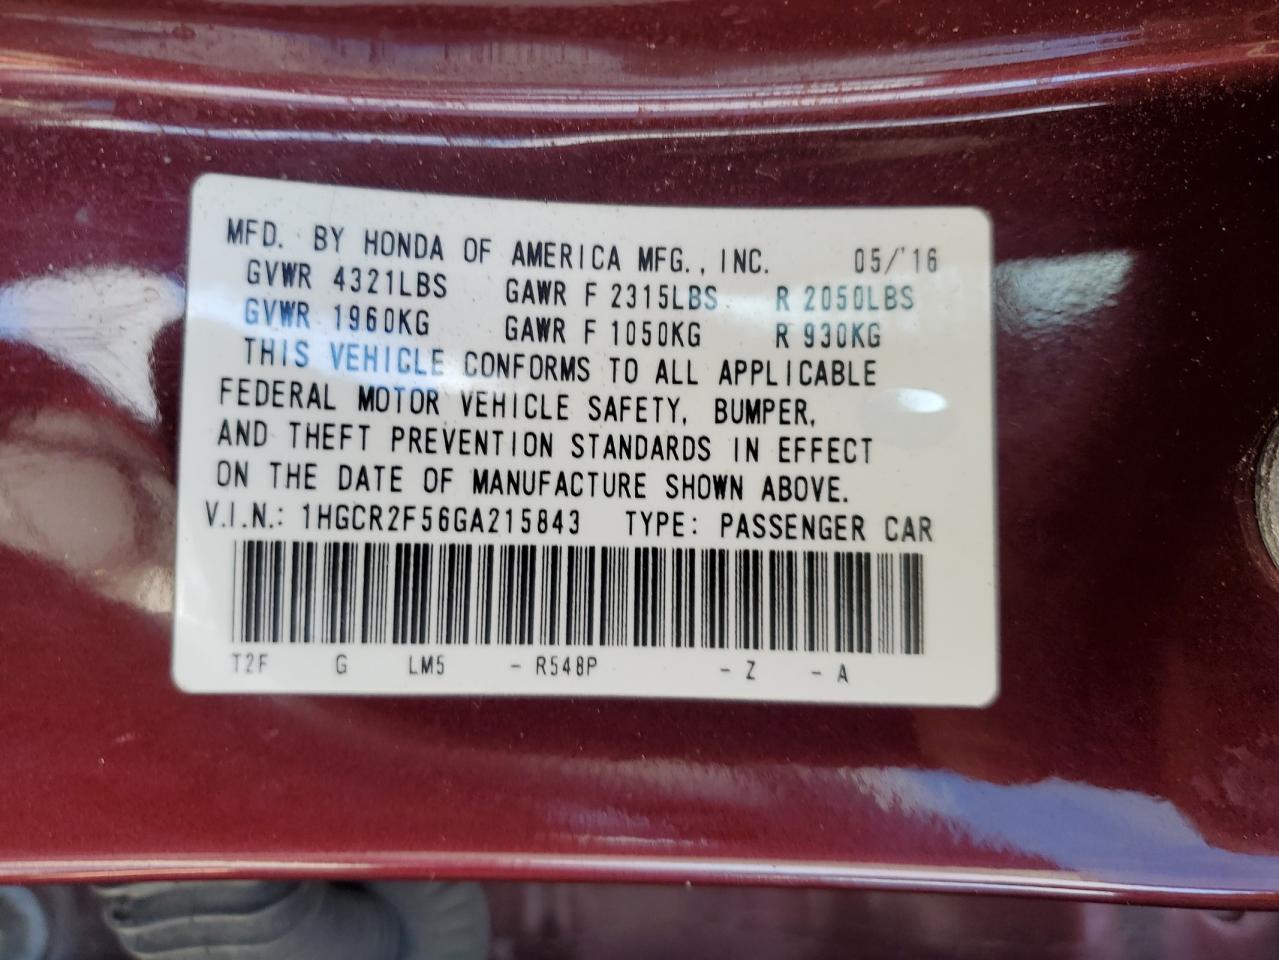 MFD. BY HONDA OF AMERICA MFG., INC. 05/'16
GVWR 4321LBS GAWR F 2315LBS R 2050LBS
GVWR 1960KG GAWR F 1050KG R 930KG
THIS VEHICLE CONFORMS TO ALL APPLICABLE
FEDERAL MOTOR VEHICLE SAFETY, BUMPER,
AND THEFT PREVENTION STANDARDS IN EFFECT
ON THE DATE OF MANUFACTURE SHOWN ABOVE.
V.I.N.: 1HGCR2F56GA215843 TYPE: PASSENGER CAR
T2F G LM5 - R548P - Z - A